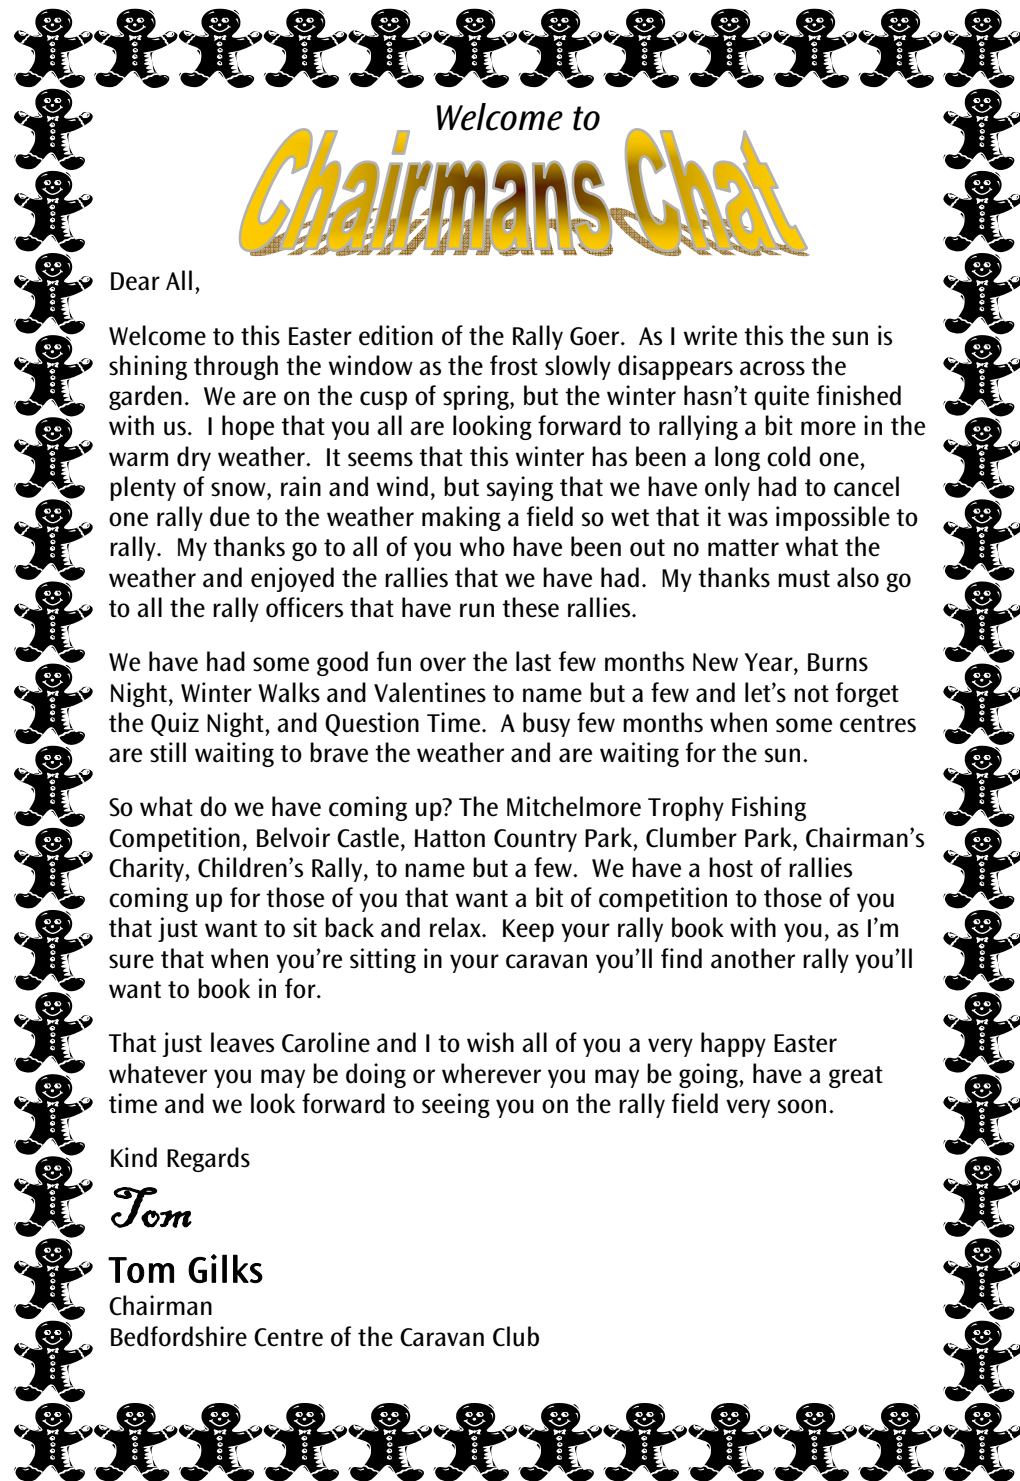 Welcome to
Chairmans Chat
Dear All,
Welcome to this Easter edition of the Rally Goer.  As I write this the sun is
shining through the window as the frost slowly disappears across the
garden.  We are on the cusp of spring, but the winter hasn’t quite finished
with us.  I hope that you all are looking forward to rallying a bit more in the
warm dry weather.  It seems that this winter has been a long cold one,
plenty of snow, rain and wind, but saying that we have only had to cancel
one rally due to the weather making a field so wet that it was impossible to
rally.  My thanks go to all of you who have been out no matter what the
weather and enjoyed the rallies that we have had.  My thanks must also go
to all the rally officers that have run these rallies.
We have had some good fun over the last few months New Year, Burns
Night, Winter Walks and Valentines to name but a few and let’s not forget
the Quiz Night, and Question Time.  A busy few months when some centres
are still waiting to brave the weather and are waiting for the sun.
So what do we have coming up? The Mitchelmore Trophy Fishing
Competition, Belvoir Castle, Hatton Country Park, Clumber Park, Chairman’s
Charity, Children’s Rally, to name but a few.  We have a host of rallies
coming up for those of you that want a bit of competition to those of you
that just want to sit back and relax.  Keep your rally book with you, as I’m
sure that when you’re sitting in your caravan you’ll find another rally you’ll
want to book in for.
That just leaves Caroline and I to wish all of you a very happy Easter
whatever you may be doing or wherever you may be going, have a great
time and we look forward to seeing you on the rally field very soon.
Kind Regards
Tom
Tom Gilks
Chairman
Bedfordshire Centre of the Caravan Club